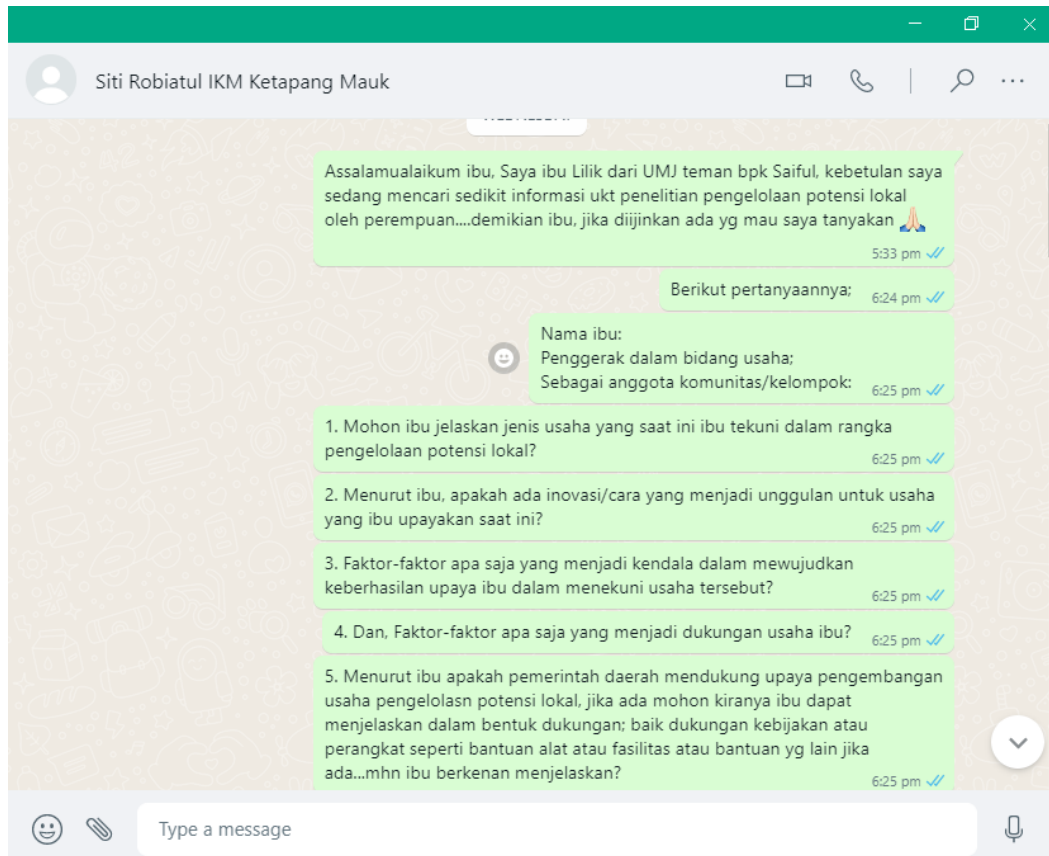 Siti Robiatul IKM Ketapang Mauk
Assalamualaikum ibu, Saya ibu Lilik dari UMJ teman bpk Saiful, kebetulan saya
sedang mencari sedikit informasi ukt penelitian pengelolaan potensi lokal
oleh perempuan....demikian ibu, jika diijinkan ada yg mau saya tanyakan 🙏🏻
5:33 pm
Berikut pertanyaannya;
6:24 pm
Nama ibu:
Penggerak dalam bidang usaha;
Sebagai anggota komunitas/kelompok:
6:25 pm
1. Mohon ibu jelaskan jenis usaha yang saat ini ibu tekuni dalam rangka
pengelolaan potensi lokal?
6:25 pm
2. Menurut ibu, apakah ada inovasi/cara yang menjadi unggulan untuk usaha
yang ibu upayakan saat ini?
6:25 pm
3. Faktor-faktor apa saja yang menjadi kendala dalam mewujudkan
keberhasilan upaya ibu dalam menekuni usaha tersebut?
6:25 pm
4. Dan, Faktor-faktor apa saja yang menjadi dukungan usaha ibu?
6:25 pm
5. Menurut ibu apakah pemerintah daerah mendukung upaya pengembangan
usaha pengelolasn potensi lokal, jika ada mohon kiranya ibu dapat
menjelaskan dalam bentuk dukungan; baik dukungan kebijakan atau
perangkat seperti bantuan alat atau fasilitas atau bantuan yg lain jika
ada...mhn ibu berkenan menjelaskan?
6:25 pm
Type a message